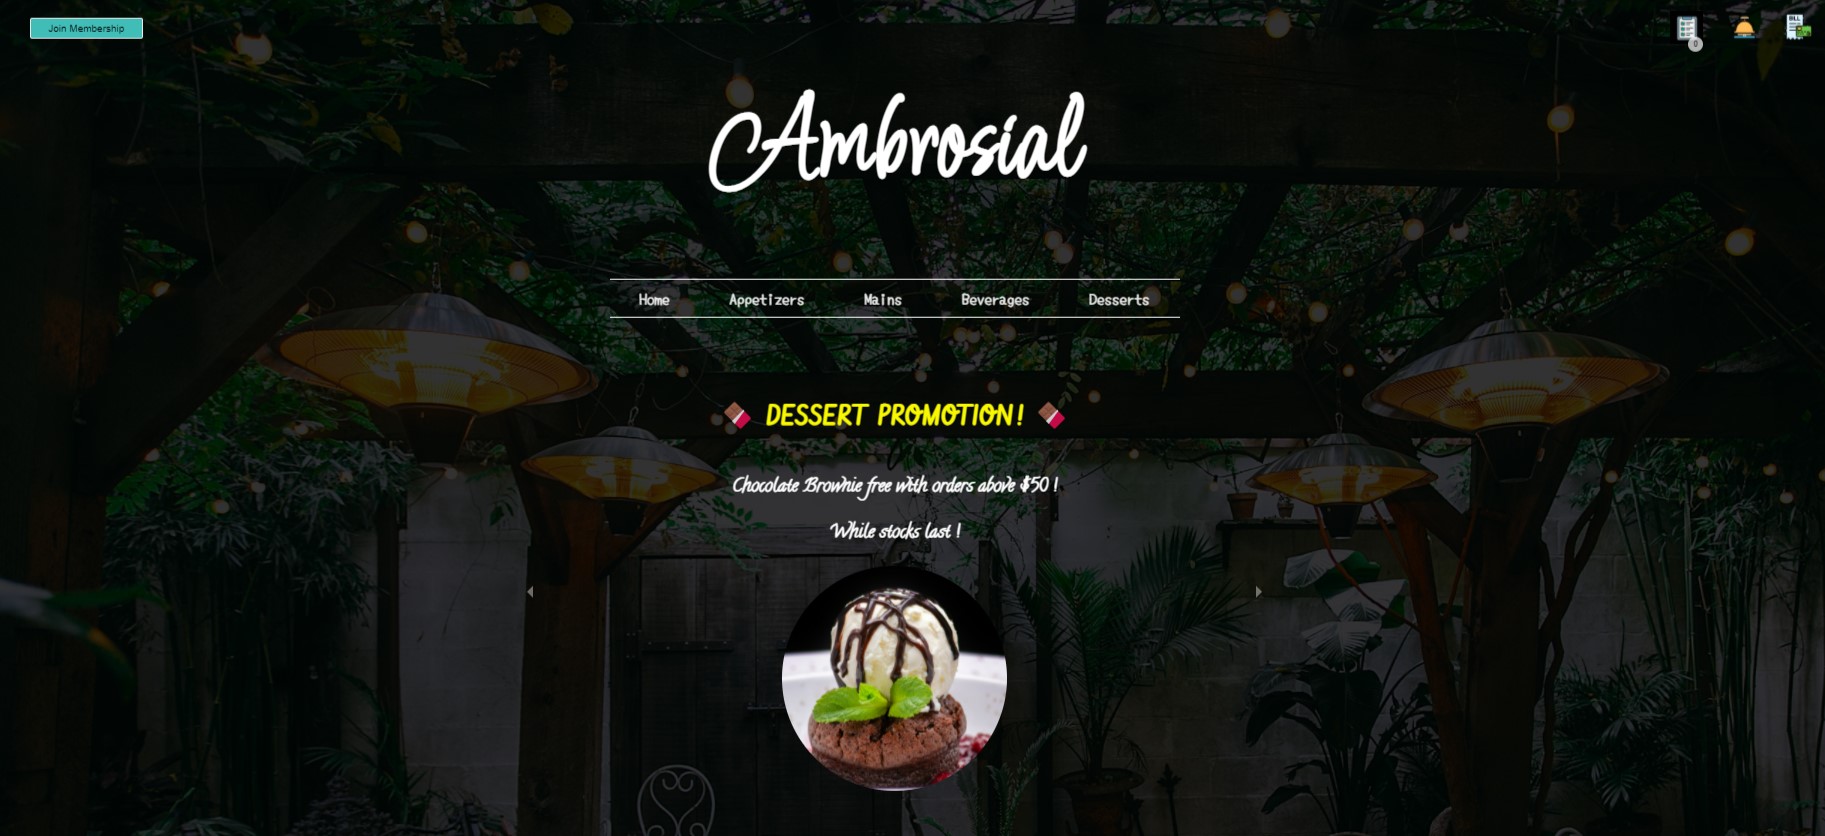 Join Membership
BILL
0
Ambrosial
Home Appetizers Mains Beverages Desserts
DESSERT PROMOTION!
Chocolate Brownie free with orders above $50 !
While stocks last !